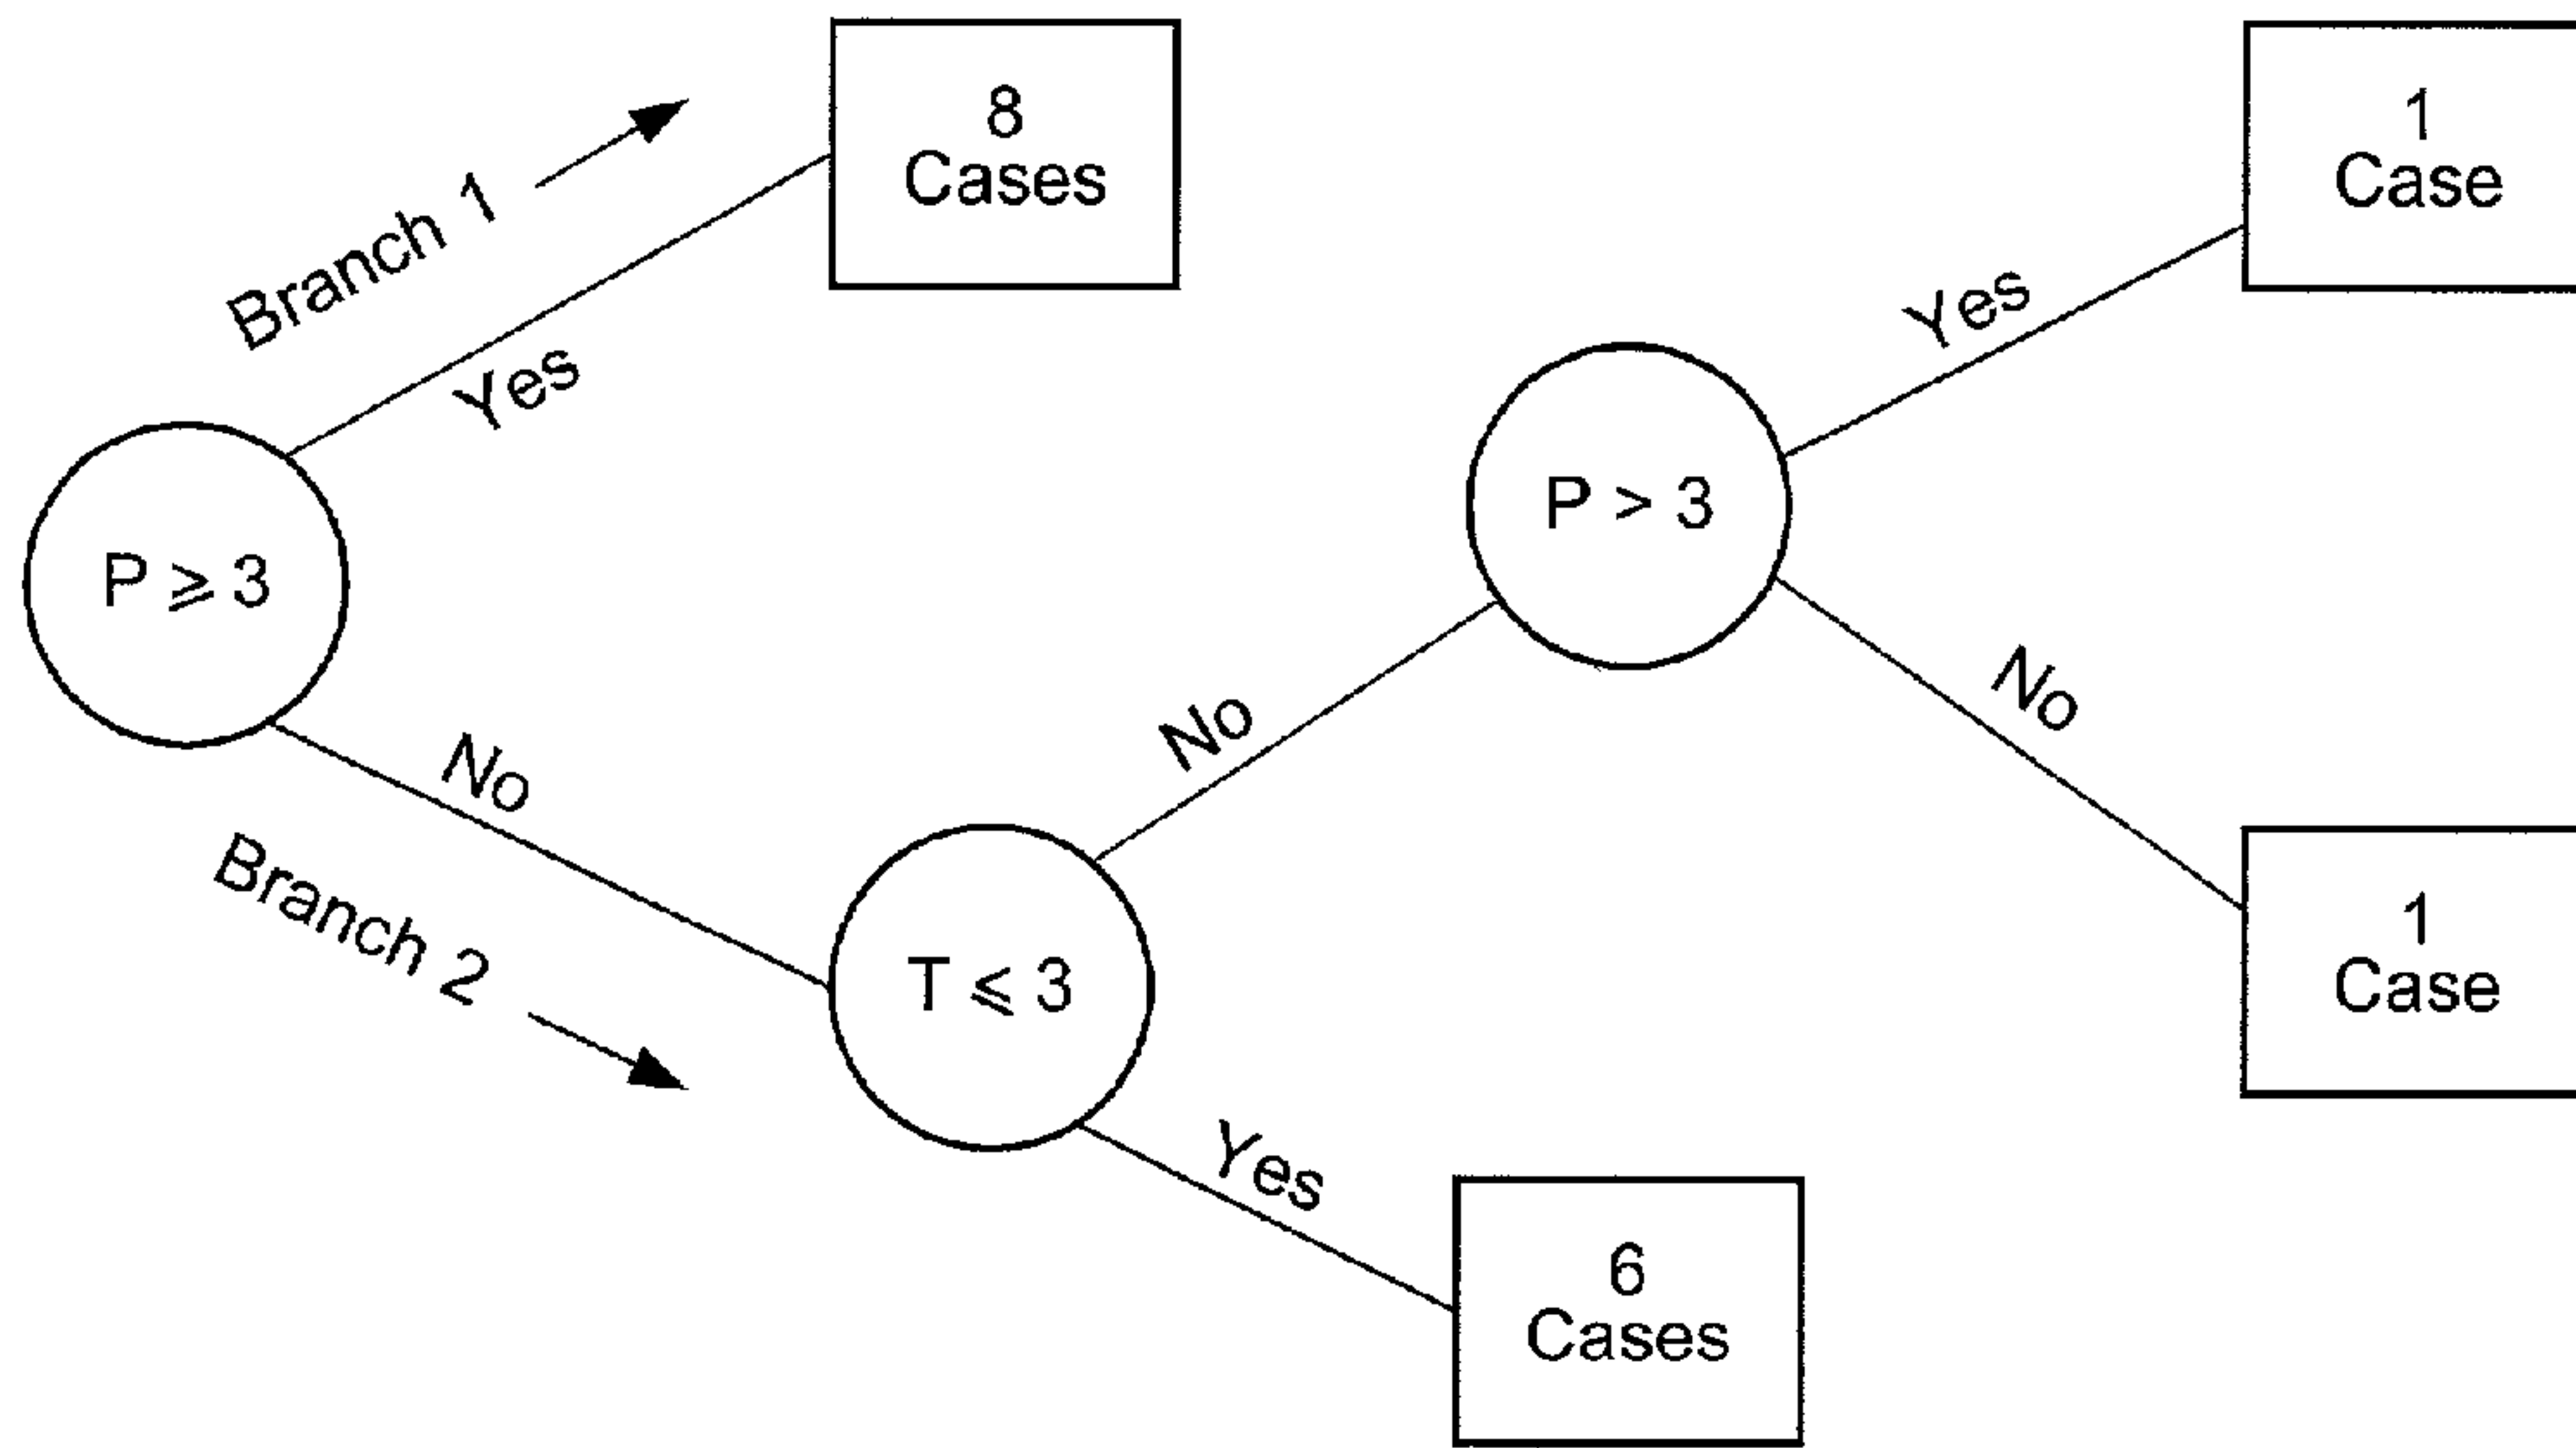 8
Cases
1
Case
Branch 1
Yes
Yes
P ⩾ 3
P > 3
No
No
No
Branch 2
T ⩽ 3
1
Case
Yes
6
Cases